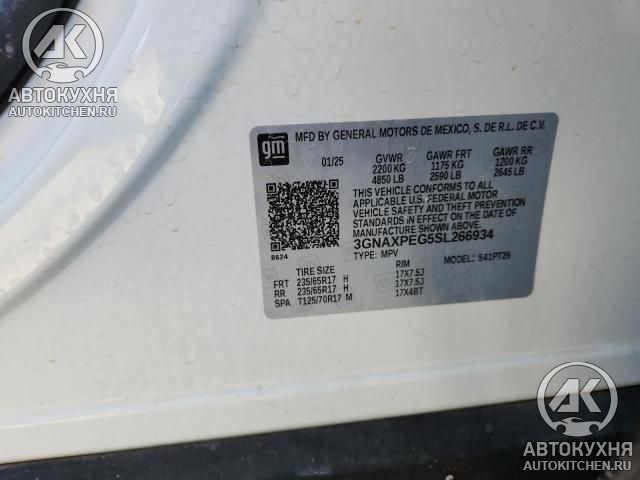 AK
АВТОКУХНЯ
AUTOKITCHEN.RU
gm
MFD BY GENERAL MOTORS DE MEXICO, S. DE R.L. DE C.V.
01/25 GVWR GAWR FRT GAWR RR
2200 KG 1175 KG 1200 KG
4850 LB 2590 LB 2645 LB
THIS VEHICLE CONFORMS TO ALL
APPLICABLE U.S. FEDERAL MOTOR
VEHICLE SAFETY AND THEFT PREVENTION
STANDARDS IN EFFECT ON THE DATE OF
MANUFACTURE SHOWN ABOVE.
3GNAXPEG5SL266934
8624 TYPE: MPV MODEL: 541PT26
TIRE SIZE RIM
FRT 235/65R17 H 17X7.5J
RR 235/65R17 H 17X7.5J
SPA T125/70R17 M 17X4BT
AK
АВТОКУХНЯ
AUTOKITCHEN.RU